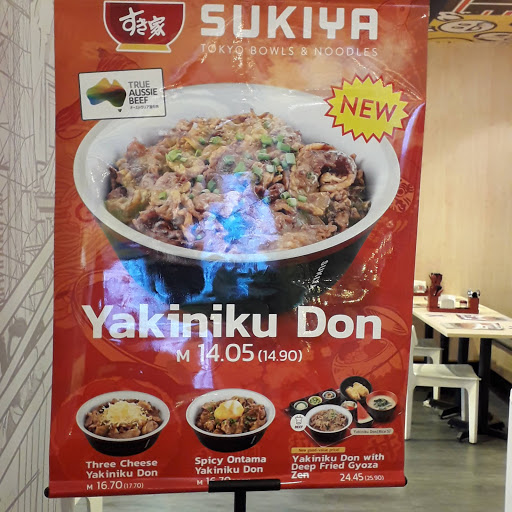 すき家
SUKIYA
TOKYO BOWLS & NOODLES
TRUE
AUSSIE
BEEF
NEW
Yakiniku Don
M 14.05 (14.90)
Three Cheese
Yakiniku Don
M 16.70 (17.70)
Spicy Ontama
Yakiniku Don
M 16.70
Yakiniku Don with
Deep Fried Gyoza
Zen
24.45 (25.90)